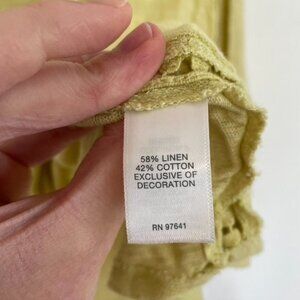 58% LINEN
42% COTTON
EXCLUSIVE OF
DECORATION
RN 97641